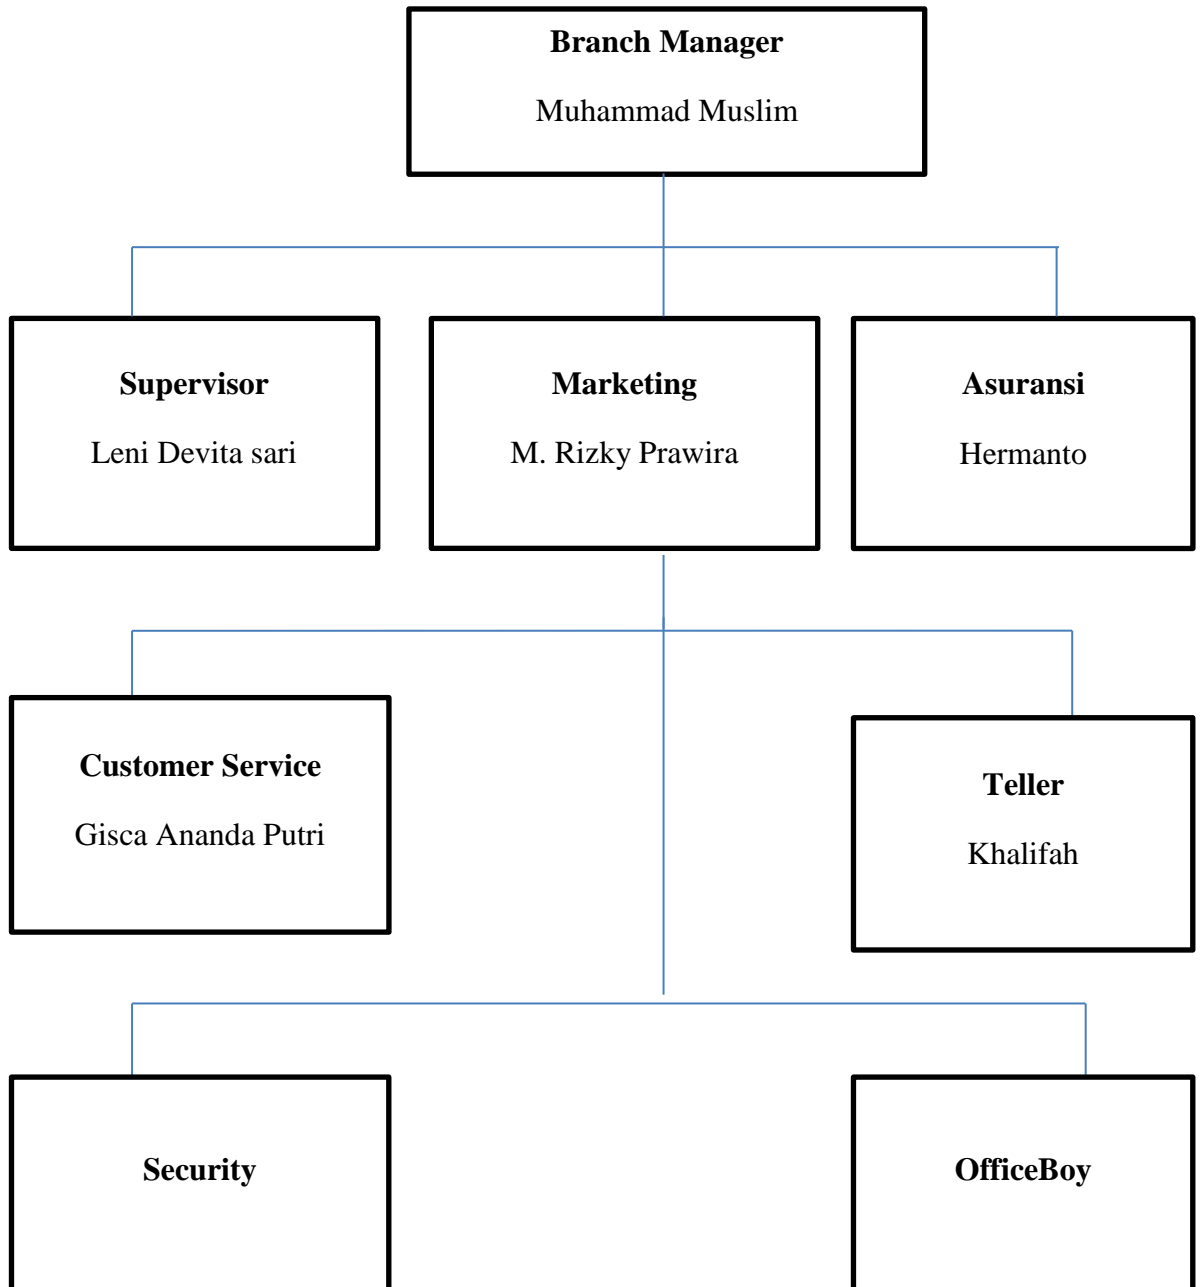 Branch Manager
Muhammad Muslim
Supervisor
Leni Devita sari
Marketing
M. Rizky Prawira
Asuransi
Hermanto
Customer Service
Gisca Ananda Putri
Teller
Khalifah
Security
OfficeBoy